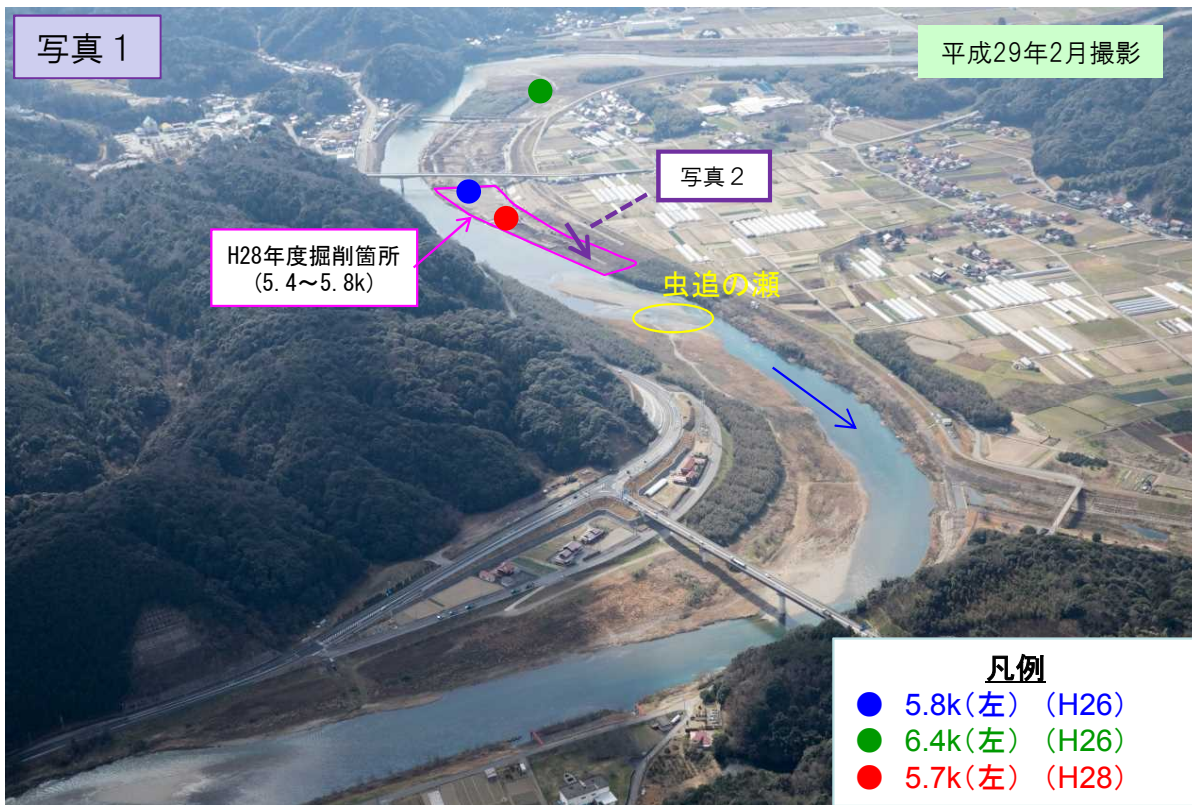 写真1
平成29年2月撮影
写真2
H28年度掘削箇所
(5.4～5.8k)
虫追の瀬
凡例
5.8k(左) (H26)
6.4k(左) (H26)
5.7k(左) (H28)